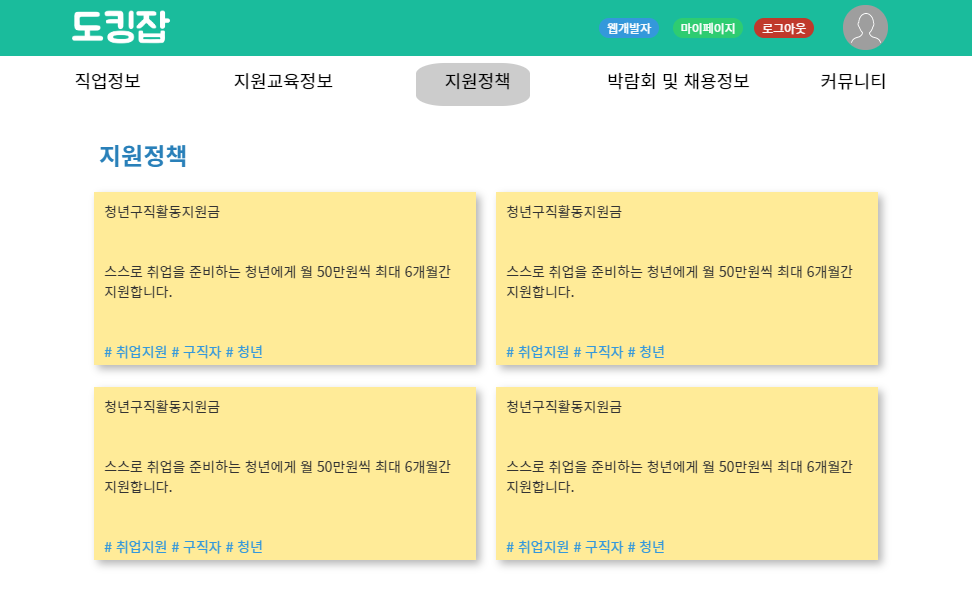 도킹잡
웹개발자 마이페이지 로그아웃
직업정보 지원교육정보 지원정책 박람회 및 채용정보 커뮤니티
지원정책
청년구직활동지원금
스스로 취업을 준비하는 청년에게 월 50만원씩 최대 6개월간
지원합니다.
# 취업지원 # 구직자 # 청년
청년구직활동지원금
스스로 취업을 준비하는 청년에게 월 50만원씩 최대 6개월간
지원합니다.
# 취업지원 # 구직자 # 청년
청년구직활동지원금
스스로 취업을 준비하는 청년에게 월 50만원씩 최대 6개월간
지원합니다.
# 취업지원 # 구직자 # 청년
청년구직활동지원금
스스로 취업을 준비하는 청년에게 월 50만원씩 최대 6개월간
지원합니다.
# 취업지원 # 구직자 # 청년